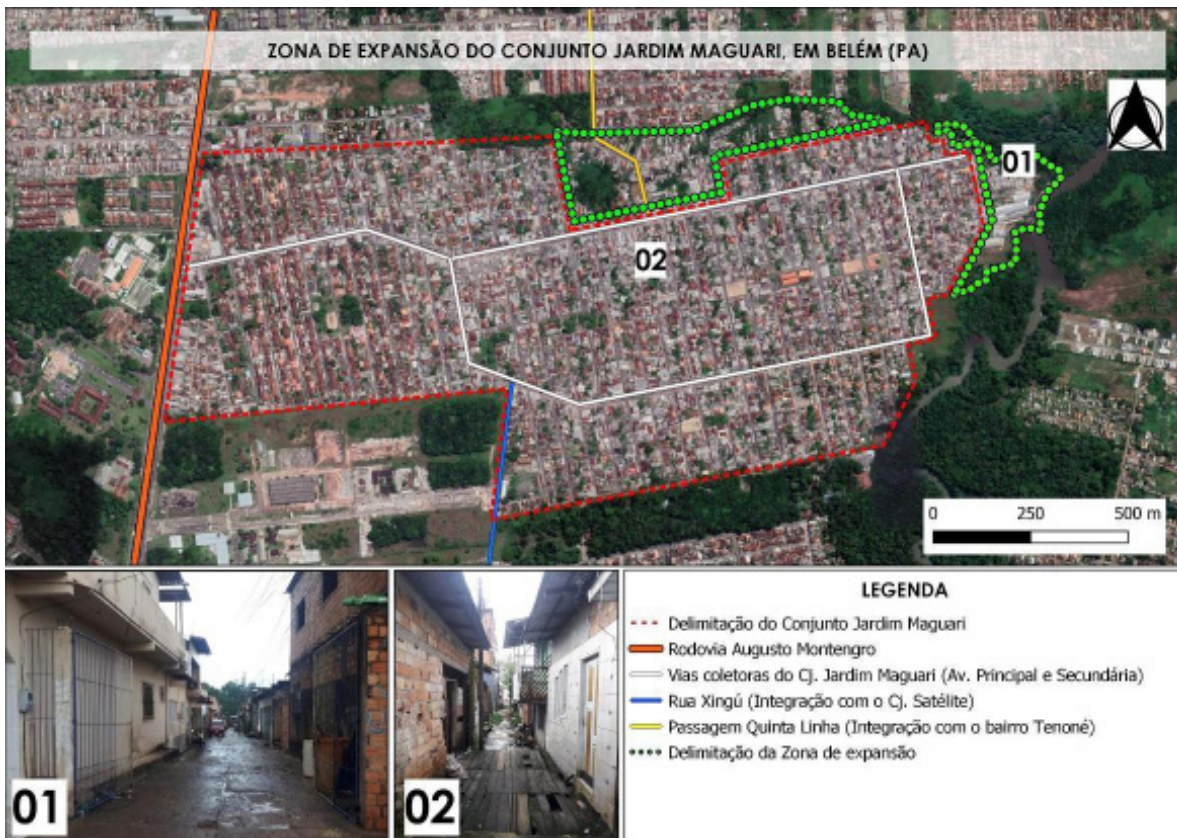 ZONA DE EXPANSÃO DO CONJUNTO JARDIM MAGUARI, EM BELÉM (PA)
01
02
0 250 500 m
01
02
LEGENDA
Delimitação do Conjunto Jardim Maguari
Rodovia Augusto Montengro
Vias coletoras do CJ. Jardim Maguari (Av. Principal e Secundária)
Rua Xingú (Integração com o Cj. Satélite)
Passagem Quinta Linha (Integração com o bairro Tenoné)
Delimitação da Zona de expansão